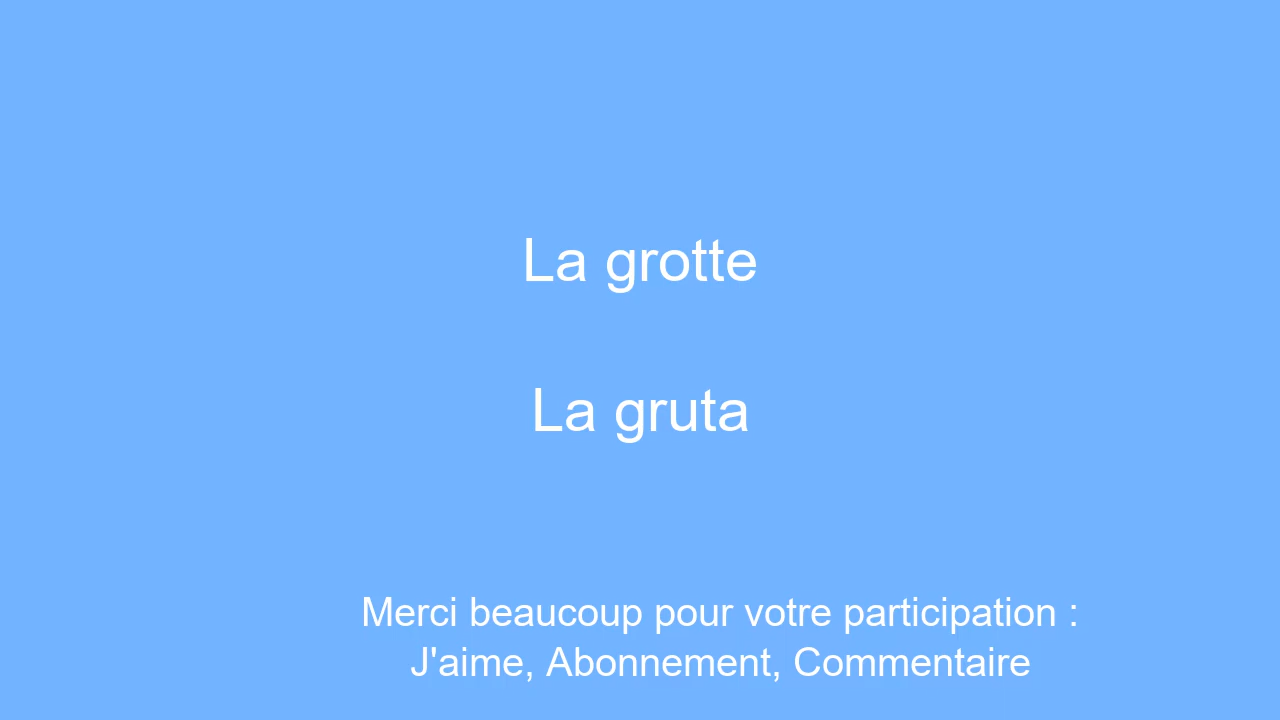 La grotte
La gruta
Merci beaucoup pour votre participation :
J'aime, Abonnement, Commentaire